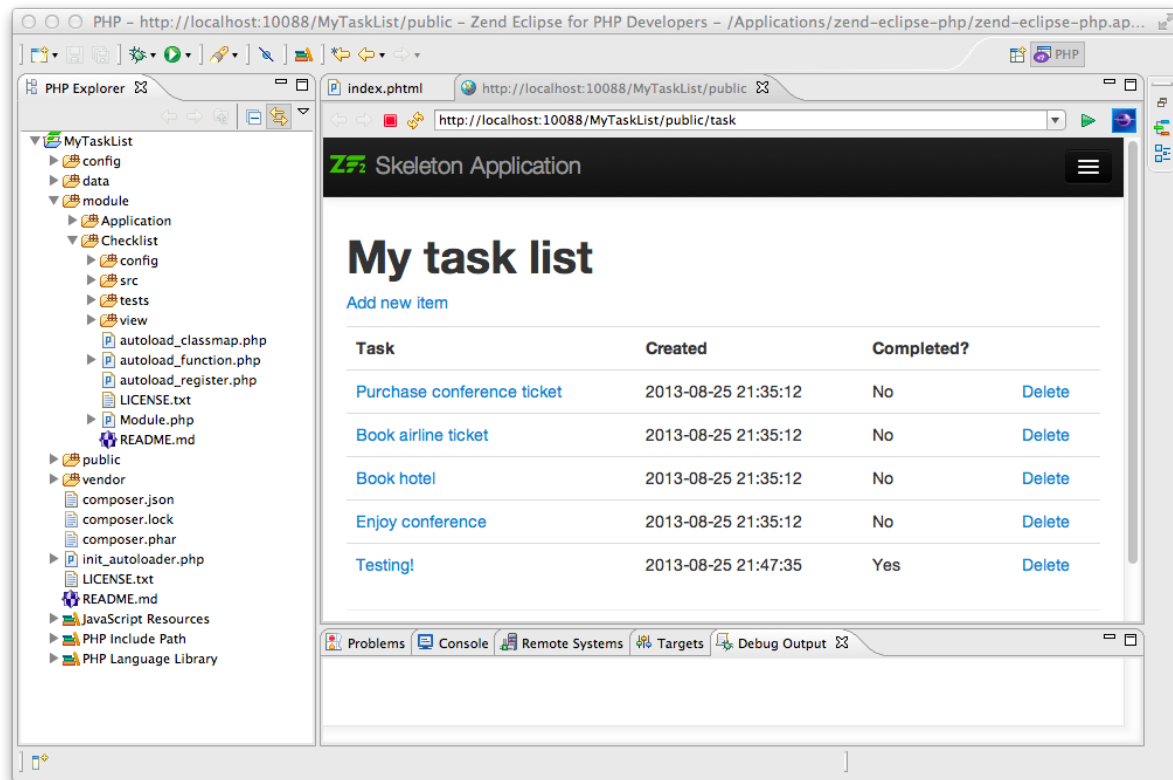 PHP – http://localhost:10088/MyTaskList/public – Zend Eclipse for PHP Developers – /Applications/zend-eclipse-php/zend-eclipse-php.ap...
PHP
PHP Explorer
MyTaskList
config
data
module
Application
Checklist
config
src
tests
view
autoload_classmap.php
autoload_function.php
autoload_register.php
LICENSE.txt
Module.php
README.md
public
vendor
composer.json
composer.lock
composer.phar
init_autoloader.php
LICENSE.txt
README.md
JavaScript Resources
PHP Include Path
PHP Language Library
index.phtml http://localhost:10088/MyTaskList/public
http://localhost:10088/MyTaskList/public/task
ZF2 Skeleton Application
My task list
Add new item
Task Created Completed?
Purchase conference ticket 2013-08-25 21:35:12 No Delete
Book airline ticket 2013-08-25 21:35:12 No Delete
Book hotel 2013-08-25 21:35:12 No Delete
Enjoy conference 2013-08-25 21:35:12 No Delete
Testing! 2013-08-25 21:47:35 Yes Delete
Problems Console Remote Systems Targets Debug Output